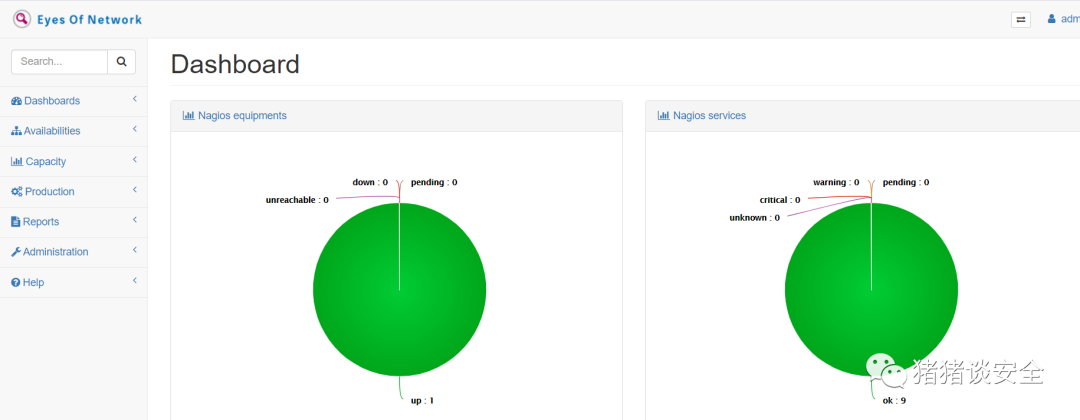 Eyes Of Network
adm
Search...
Dashboards
Availabilities
Capacity
Production
Reports
Administration
Help
Dashboard
Nagios equipments
down : 0
pending : 0
unreachable : 0
up : 1
Nagios services
warning : 0
pending : 0
critical : 0
unknown : 0
ok : 9
猪猪谈安全